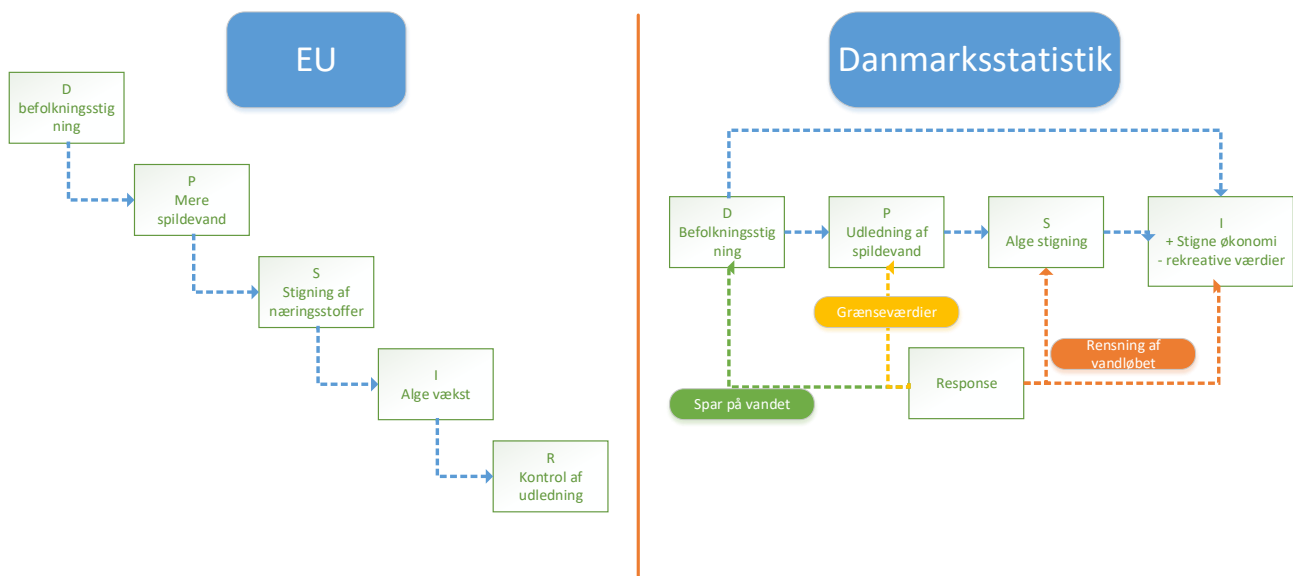 EU
D
befolkningsstig
ning
P
Mere
spildevand
S
Stigning af
næringsstoffer
I
Alge vækst
R
Kontrol af
udledning
Danmarksstatistik
D
Befolkningsstig
ning
P
Udledning af
spildevand
S
Alge stigning
I
+ Stigne økonomi
- rekreative værdier
Grænseværdier
Rensning af
vandløbet
Response
Spar på vandet